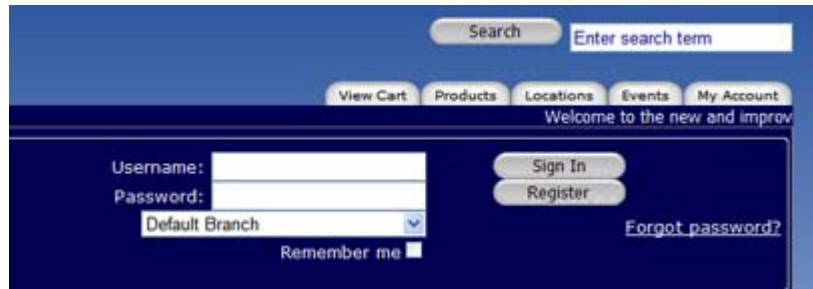 Search Enter search term
View Cart Products Locations Events My Account
Welcome to the new and improv
Username: Sign In
Password: Register
Default Branch
Forgot password?
Remember me